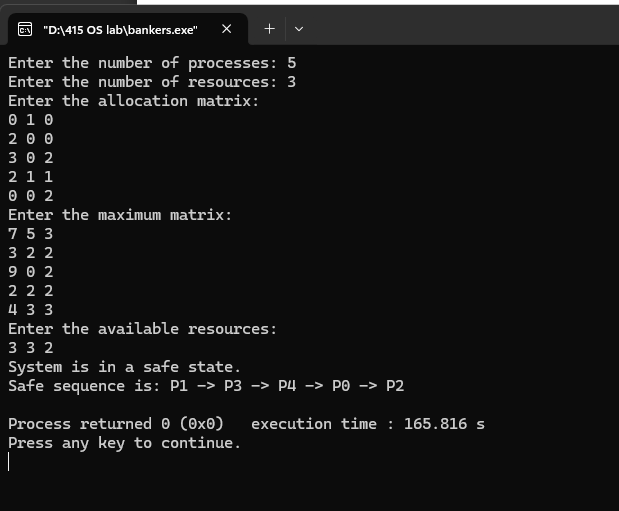 "D:\415 OS lab\bankers.exe"
Enter the number of processes: 5
Enter the number of resources: 3
Enter the allocation matrix:
0 1 0
2 0 0
3 0 2
2 1 1
0 0 2
Enter the maximum matrix:
7 5 3
3 2 2
9 0 2
2 2 2
4 3 3
Enter the available resources:
3 3 2
System is in a safe state.
Safe sequence is: P1 -> P3 -> P4 -> P0 -> P2
Process returned 0 (0x0)   execution time : 165.816 s
Press any key to continue.